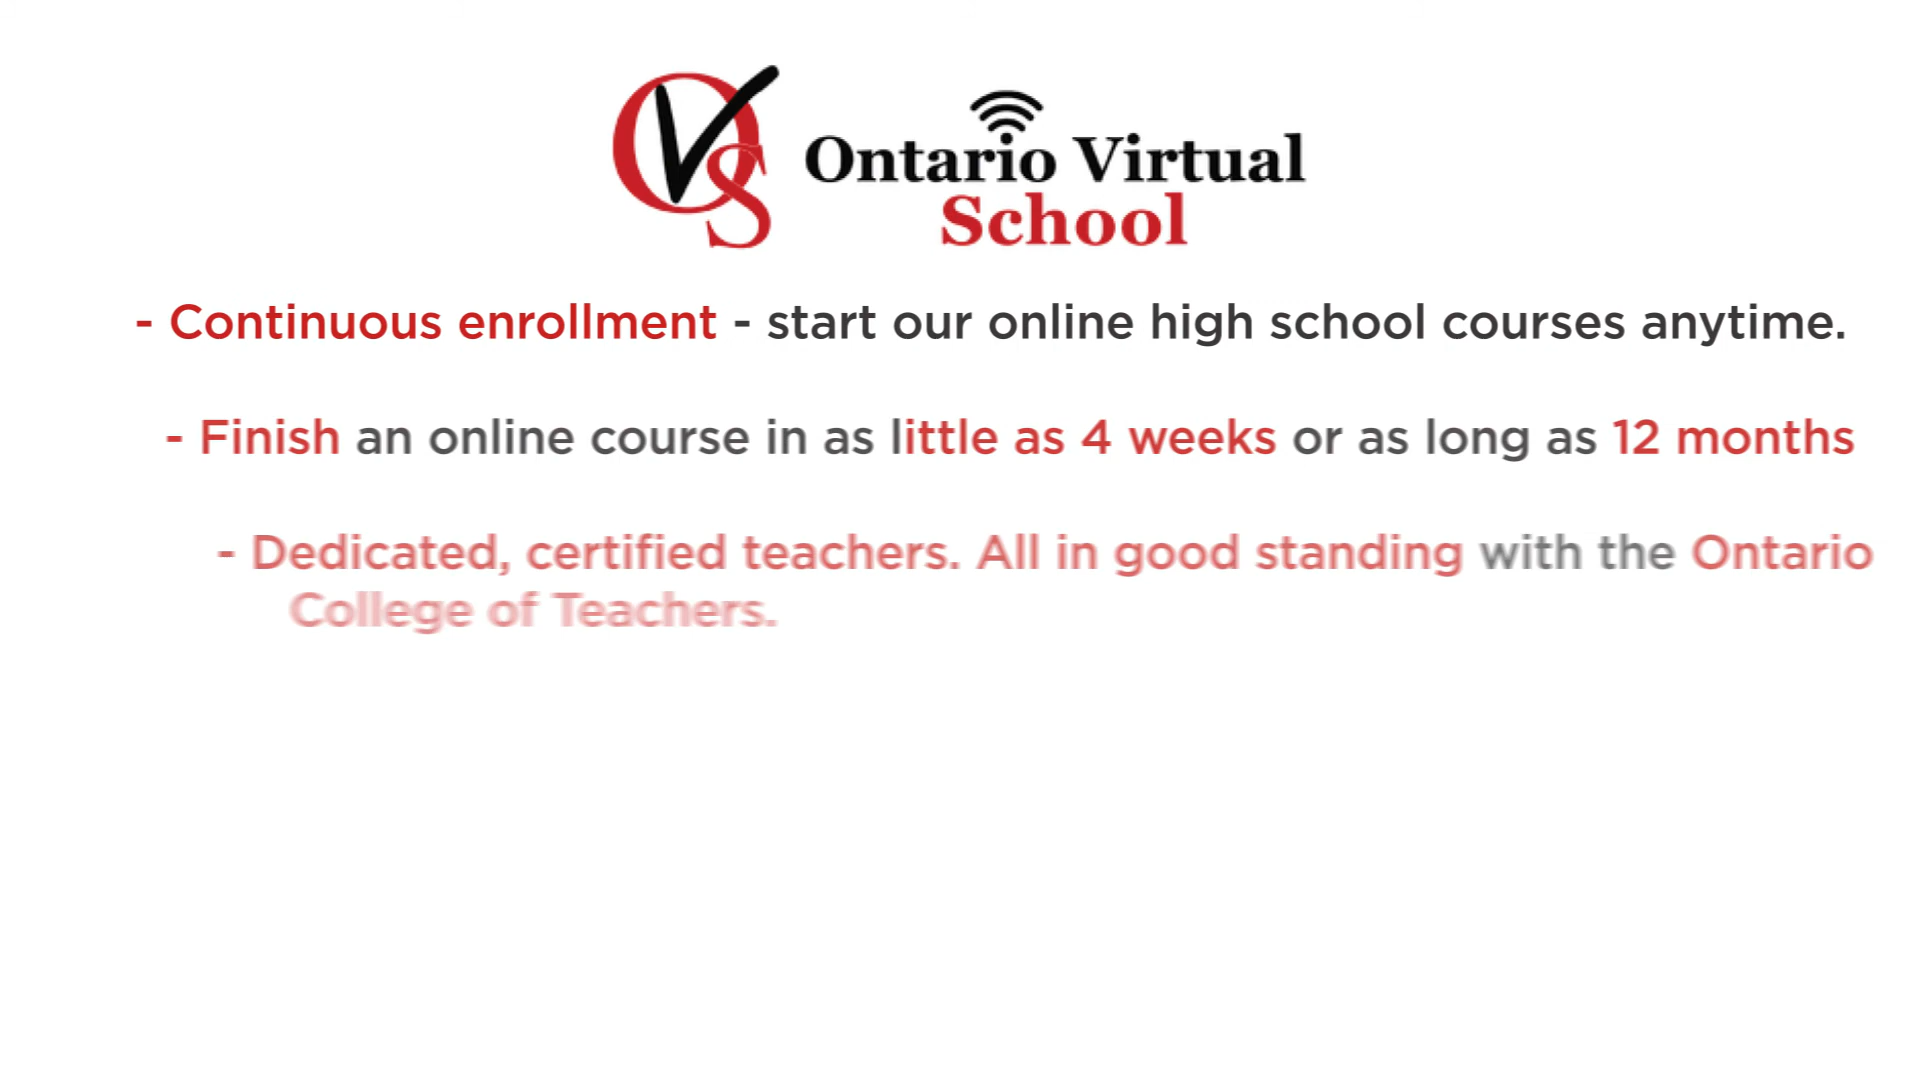 OVS
Ontario Virtual
School
- Continuous enrollment - start our online high school courses anytime.
- Finish an online course in as little as 4 weeks or as long as 12 months
- Dedicated, certified teachers. All in good standing with the Ontario
College of Teachers.